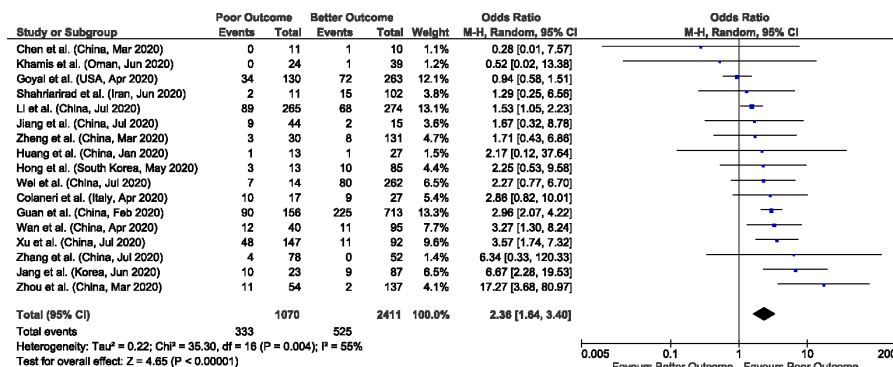 Poor Outcome Better Outcome Odds Ratio Odds Ratio
Study or Subgroup Events Total Events Total Weight M-H, Random, 95% CI M-H, Random, 95% CI
Chen et al. (China, Mar 2020) 0 11 1 10 1.1% 0.28 [0.01, 7.57]
Khamis et al. (Oman, Jun 2020) 0 24 1 39 1.1% 0.52 [0.02, 13.38]
Goyal et al. (USA, Apr 2020) 34 130 72 263 12.1% 0.94 [0.58, 1.51]
Shahriarirad et al. (Iran, Jun 2020) 2 11 15 102 3.6% 1.29 [0.25, 6.56]
Li et al. (China, Jul 2020) 89 265 68 274 13.1% 1.53 [1.05, 2.23]
Jiang et al. (China, Jul 2020) 9 44 2 15 3.5% 1.67 [0.32, 8.78]
Zheng et al. (China, Mar 2020) 3 30 8 131 4.5% 1.71 [0.43, 6.86]
Huang et al. (China, Jan 2020) 1 13 1 27 1.5% 2.17 [0.12, 37.64]
Hong et al. (South Korea, May 2020) 3 13 10 85 4.2% 2.25 [0.53, 9.58]
Wei et al. (China, Jul 2020) 7 14 80 262 6.5% 2.27 [0.77, 6.70]
Colaneri et al. (Italy, Apr 2020) 10 17 9 27 5.2% 2.86 [0.82, 10.01]
Guan et al. (China, Feb 2020) 90 156 225 713 13.3% 2.96 [2.07, 4.22]
Wan et al. (China, Apr 2020) 12 40 11 95 7.9% 3.27 [1.30, 8.24]
Xu et al. (China, Jul 2020) 48 147 11 92 9.9% 3.57 [1.74, 7.32]
Zhang et al. (China, Jul 2020) 4 78 0 52 1.4% 6.34 [0.33, 120.33]
Jang et al. (Korea, Jun 2020) 10 23 9 87 6.6% 6.67 [2.28, 19.53]
Zhou et al. (China, Mar 2020) 11 54 2 137 4.1% 17.27 [3.68, 80.97]
Total (95% CI) 1070 2411 100.0% 2.36 [1.64, 3.40]
Total events 333 525
Heterogeneity: Tau² = 0.22; Chi² = 35.30, df = 16 (P = 0.004); I² = 55%
Test for overall effect: Z = 4.65 (P < 0.00001)
0.005 0.1 1 10 200
Favours Better Outcome Favours Poor Outcome